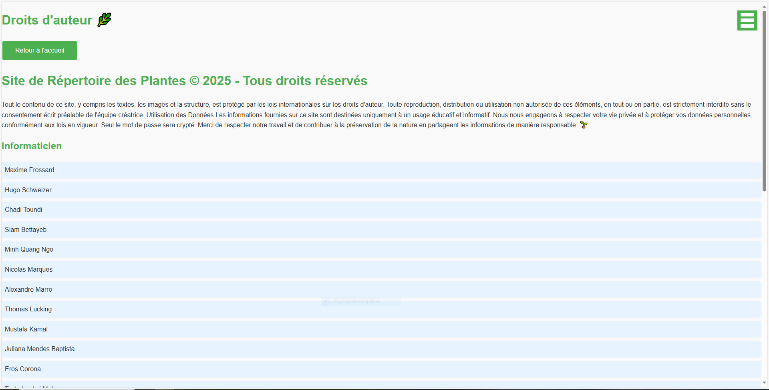 Droits d'auteur
Retour à l'accueil
Site de Répertoire des Plantes © 2025 - Tous droits réservés
Tout le contenu de ce site, y compris les textes, les images et la structure, est protégé par les lois internationales sur les droits d'auteur. Toute reproduction, distribution ou utilisation non autorisée de ces éléments, en tout ou en partie, est strictement interdite sans le
consentement écrit préalable de l'équipe créatrice. Utilisation des Données Les informations fournies sur ce site sont destinées uniquement à un usage éducatif et informatif. Nous nous engageons à respecter votre vie privée et à protéger vos données personnelles
conformément aux lois en vigueur. Seul le mot de passe sera crypté. Merci de respecter notre travail et de contribuer à la préservation de la nature en partageant les informations de manière responsable.
Informaticien
Maxime Frossard
Hugo Schweizer
Chadi Toundi
Siam Bettayeb
Minh Quang Ngo
Nicolas Marques
Alexandre Marro
Thomas Lucking
Mustafa Kamal
Juliana Mendes Baptista
Eros Corona